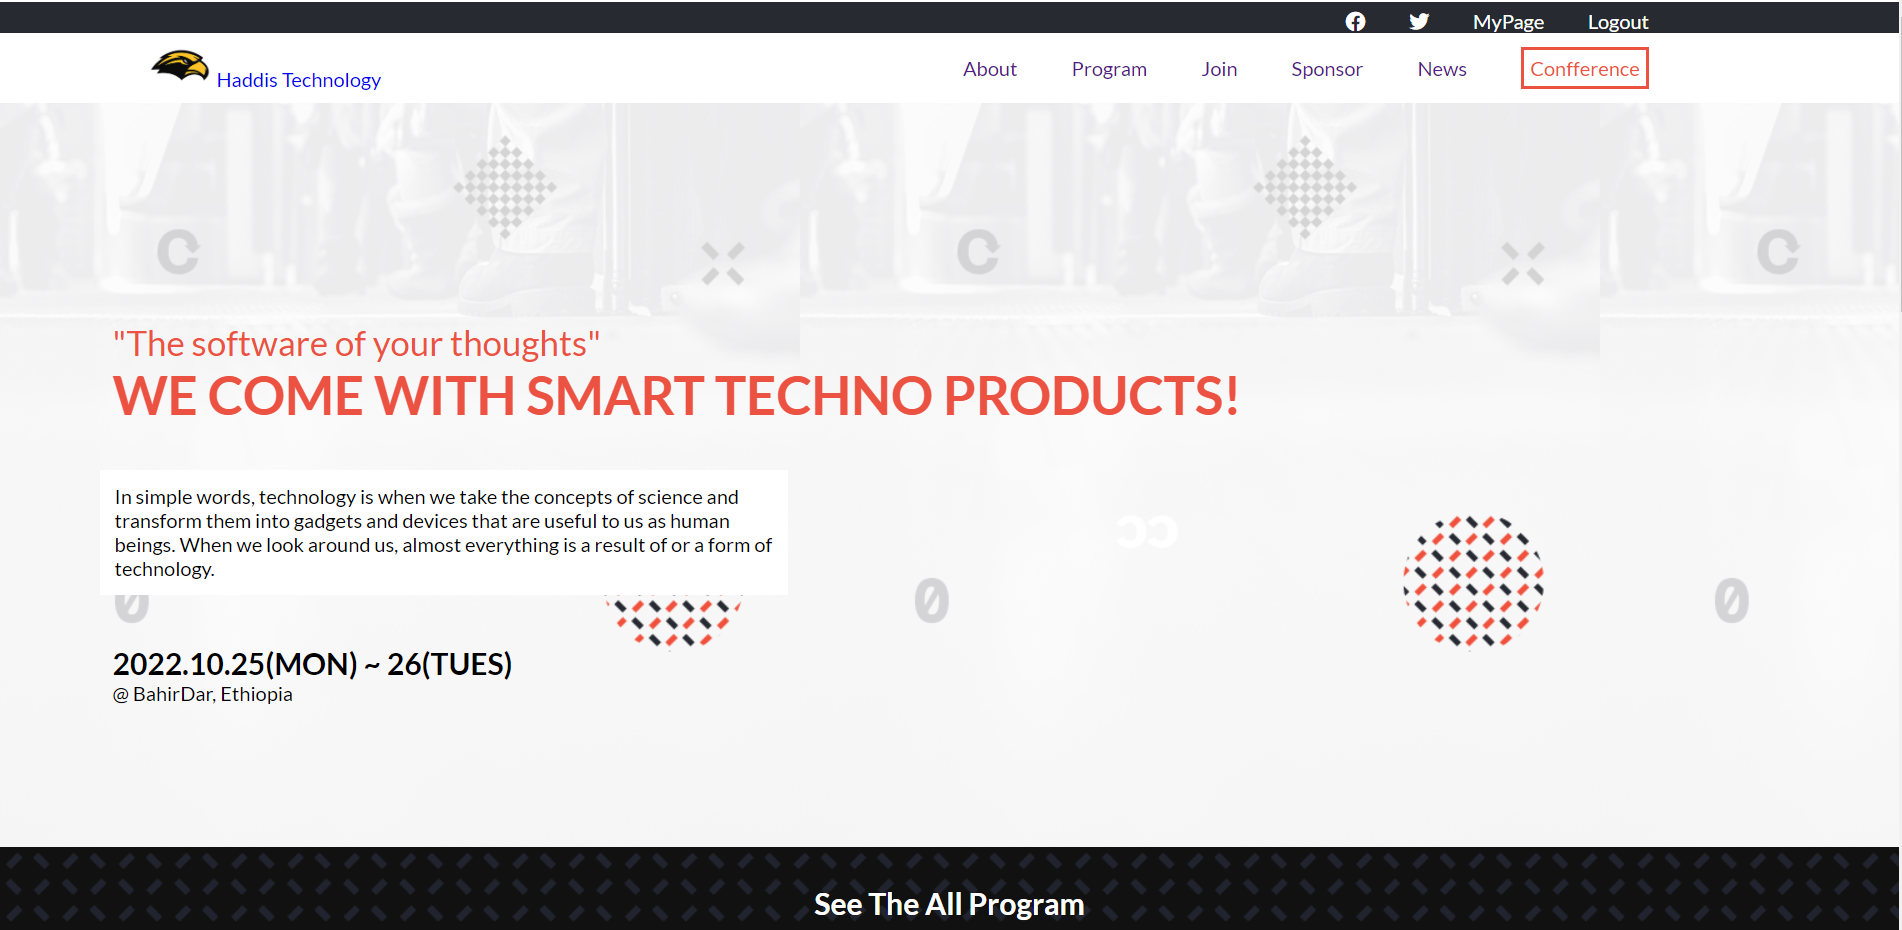 MyPage Logout
Haddis Technology
About Program Join Sponsor News Confference
"The software of your thoughts"
WE COME WITH SMART TECHNO PRODUCTS!
In simple words, technology is when we take the concepts of science and
transform them into gadgets and devices that are useful to us as human
beings. When we look around us, almost everything is a result of or a form of
technology.
2022.10.25(MON) ~ 26(TUES)
@ BahirDar, Ethiopia
See The All Program